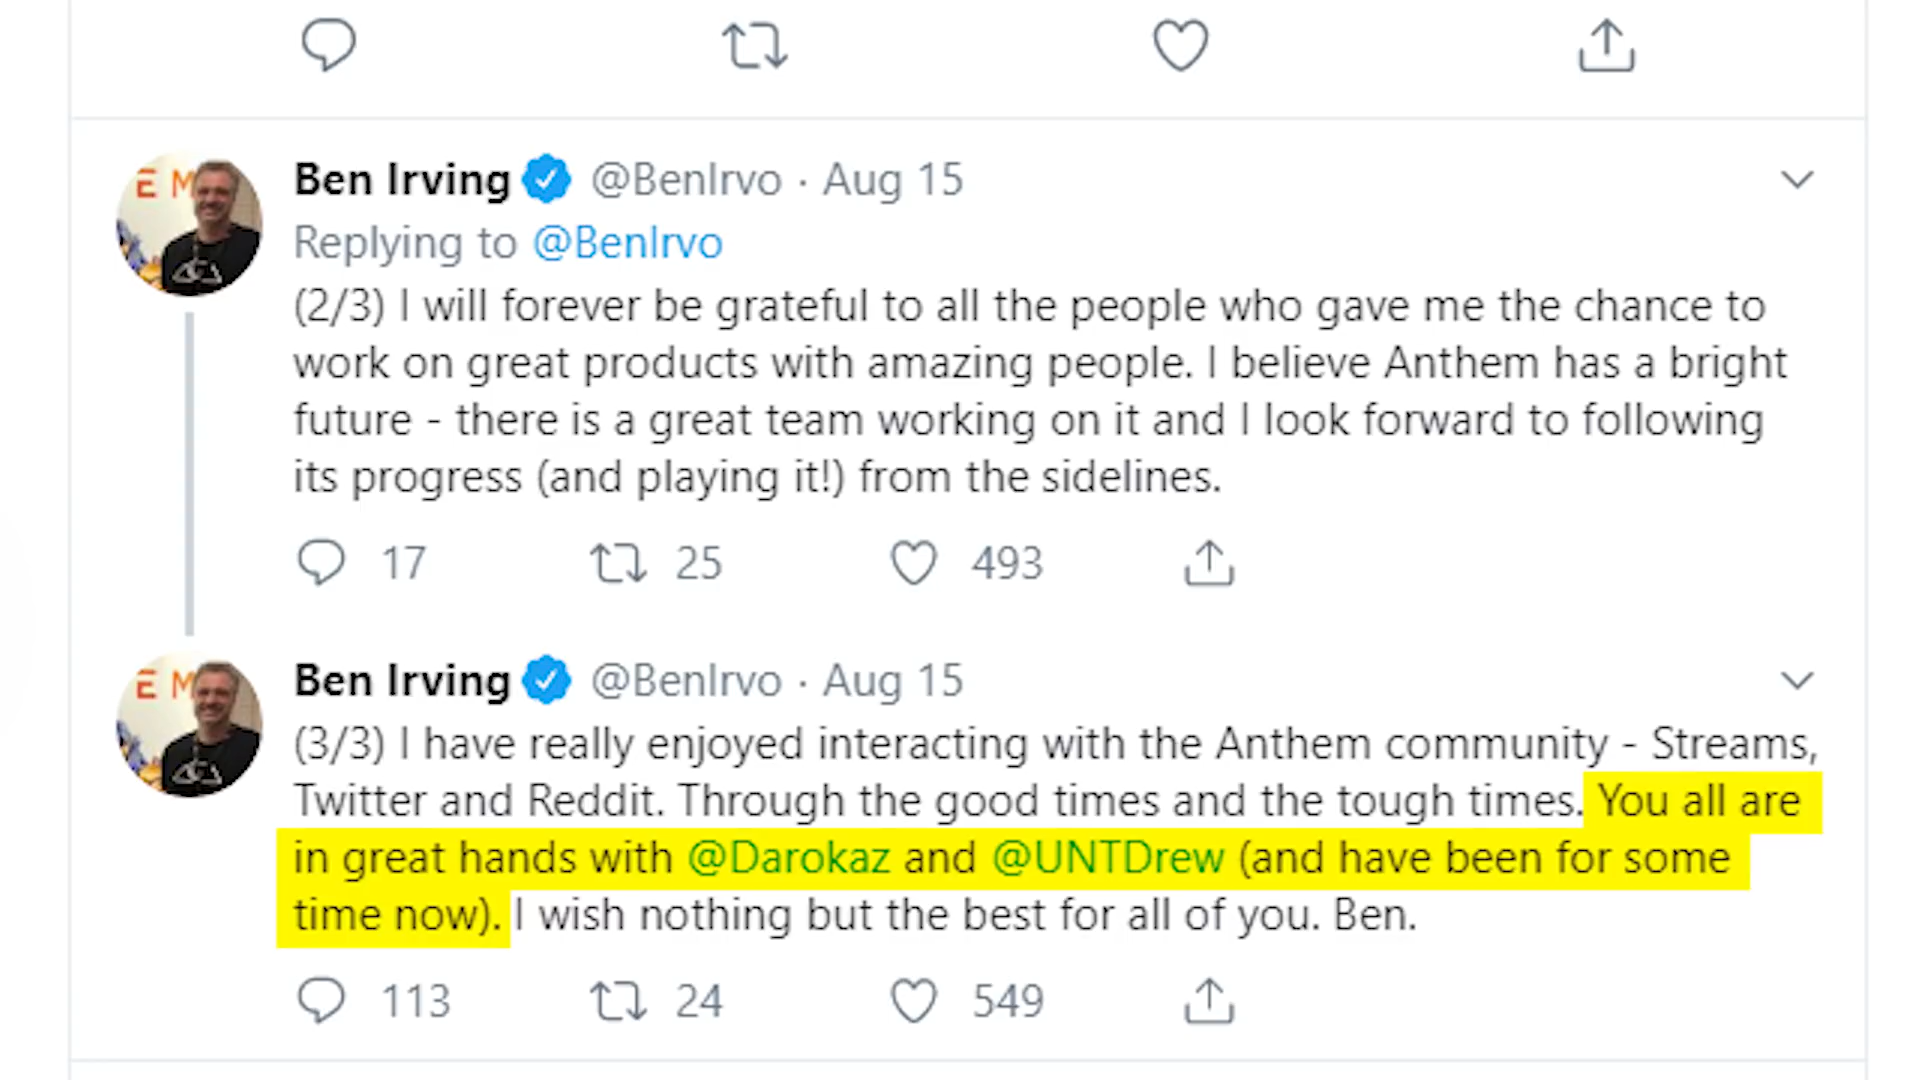 Ben Irving @BenIrvo · Aug 15
Replying to @BenIrvo
(2/3) I will forever be grateful to all the people who gave me the chance to
work on great products with amazing people. I believe Anthem has a bright
future - there is a great team working on it and I look forward to following
its progress (and playing it!) from the sidelines.
17 25 493
Ben Irving @BenIrvo · Aug 15
(3/3) I have really enjoyed interacting with the Anthem community - Streams,
Twitter and Reddit. Through the good times and the tough times. You all are
in great hands with @Darokaz and @UNTDrew (and have been for some
time now). I wish nothing but the best for all of you. Ben.
113 24 549